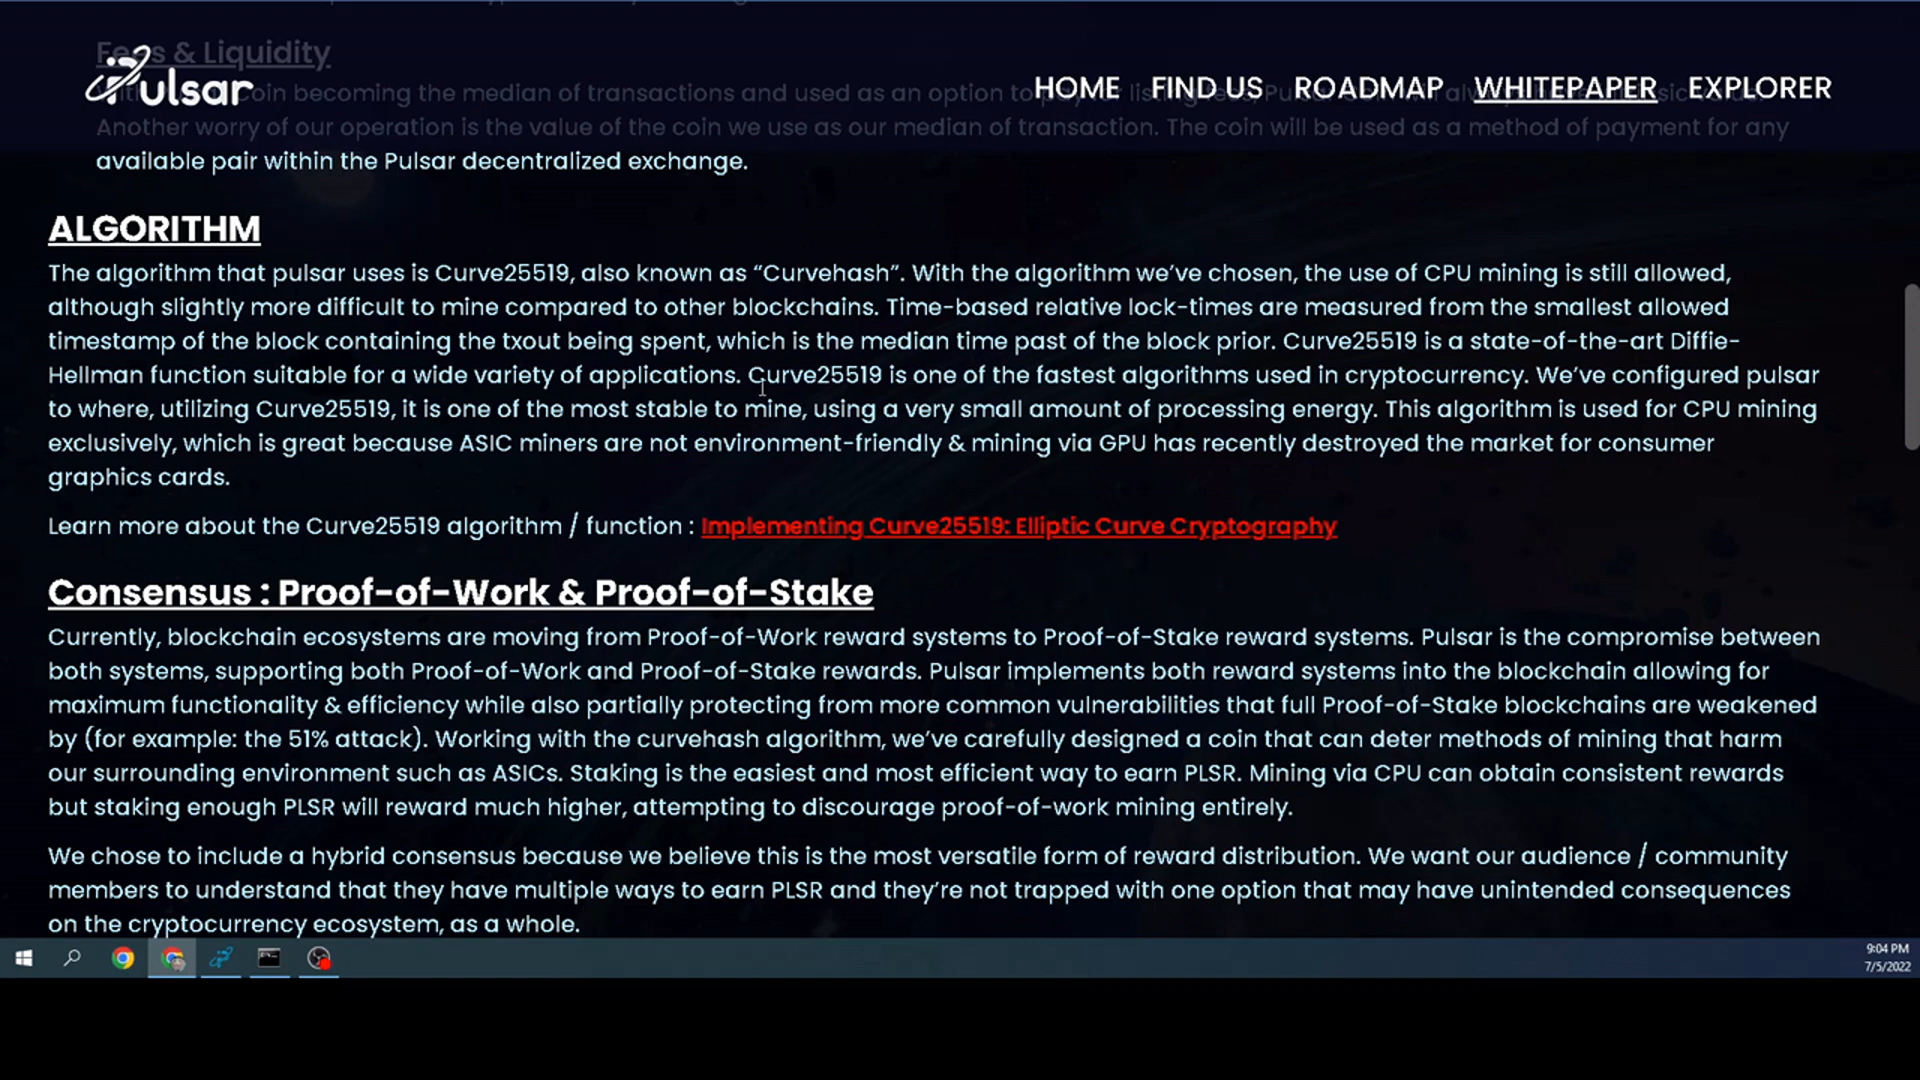 Fees & Liquidity
Pulsar
HOME FIND US ROADMAP WHITEPAPER EXPLORER
coin becoming the median of transactions and used as an option to
Another worry of our operation is the value of the coin we use as our median of transaction. The coin will be used as a method of payment for any
available pair within the Pulsar decentralized exchange.
ALGORITHM
The algorithm that pulsar uses is Curve25519, also known as “Curvehash”. With the algorithm we’ve chosen, the use of CPU mining is still allowed,
although slightly more difficult to mine compared to other blockchains. Time-based relative lock-times are measured from the smallest allowed
timestamp of the block containing the txout being spent, which is the median time past of the block prior. Curve25519 is a state-of-the-art Diffie-
Hellman function suitable for a wide variety of applications. Curve25519 is one of the fastest algorithms used in cryptocurrency. We’ve configured pulsar
to where, utilizing Curve25519, it is one of the most stable to mine, using a very small amount of processing energy. This algorithm is used for CPU mining
exclusively, which is great because ASIC miners are not environment-friendly & mining via GPU has recently destroyed the market for consumer
graphics cards.
Learn more about the Curve25519 algorithm / function : Implementing Curve25519: Elliptic Curve Cryptography
Consensus : Proof-of-Work & Proof-of-Stake
Currently, blockchain ecosystems are moving from Proof-of-Work reward systems to Proof-of-Stake reward systems. Pulsar is the compromise between
both systems, supporting both Proof-of-Work and Proof-of-Stake rewards. Pulsar implements both reward systems into the blockchain allowing for
maximum functionality & efficiency while also partially protecting from more common vulnerabilities that full Proof-of-Stake blockchains are weakened
by (for example: the 51% attack). Working with the curvehash algorithm, we’ve carefully designed a coin that can deter methods of mining that harm
our surrounding environment such as ASICs. Staking is the easiest and most efficient way to earn PLSR. Mining via CPU can obtain consistent rewards
but staking enough PLSR will reward much higher, attempting to discourage proof-of-work mining entirely.
We chose to include a hybrid consensus because we believe this is the most versatile form of reward distribution. We want our audience / community
members to understand that they have multiple ways to earn PLSR and they’re not trapped with one option that may have unintended consequences
on the cryptocurrency ecosystem, as a whole.
9:04 PM
7/5/2022